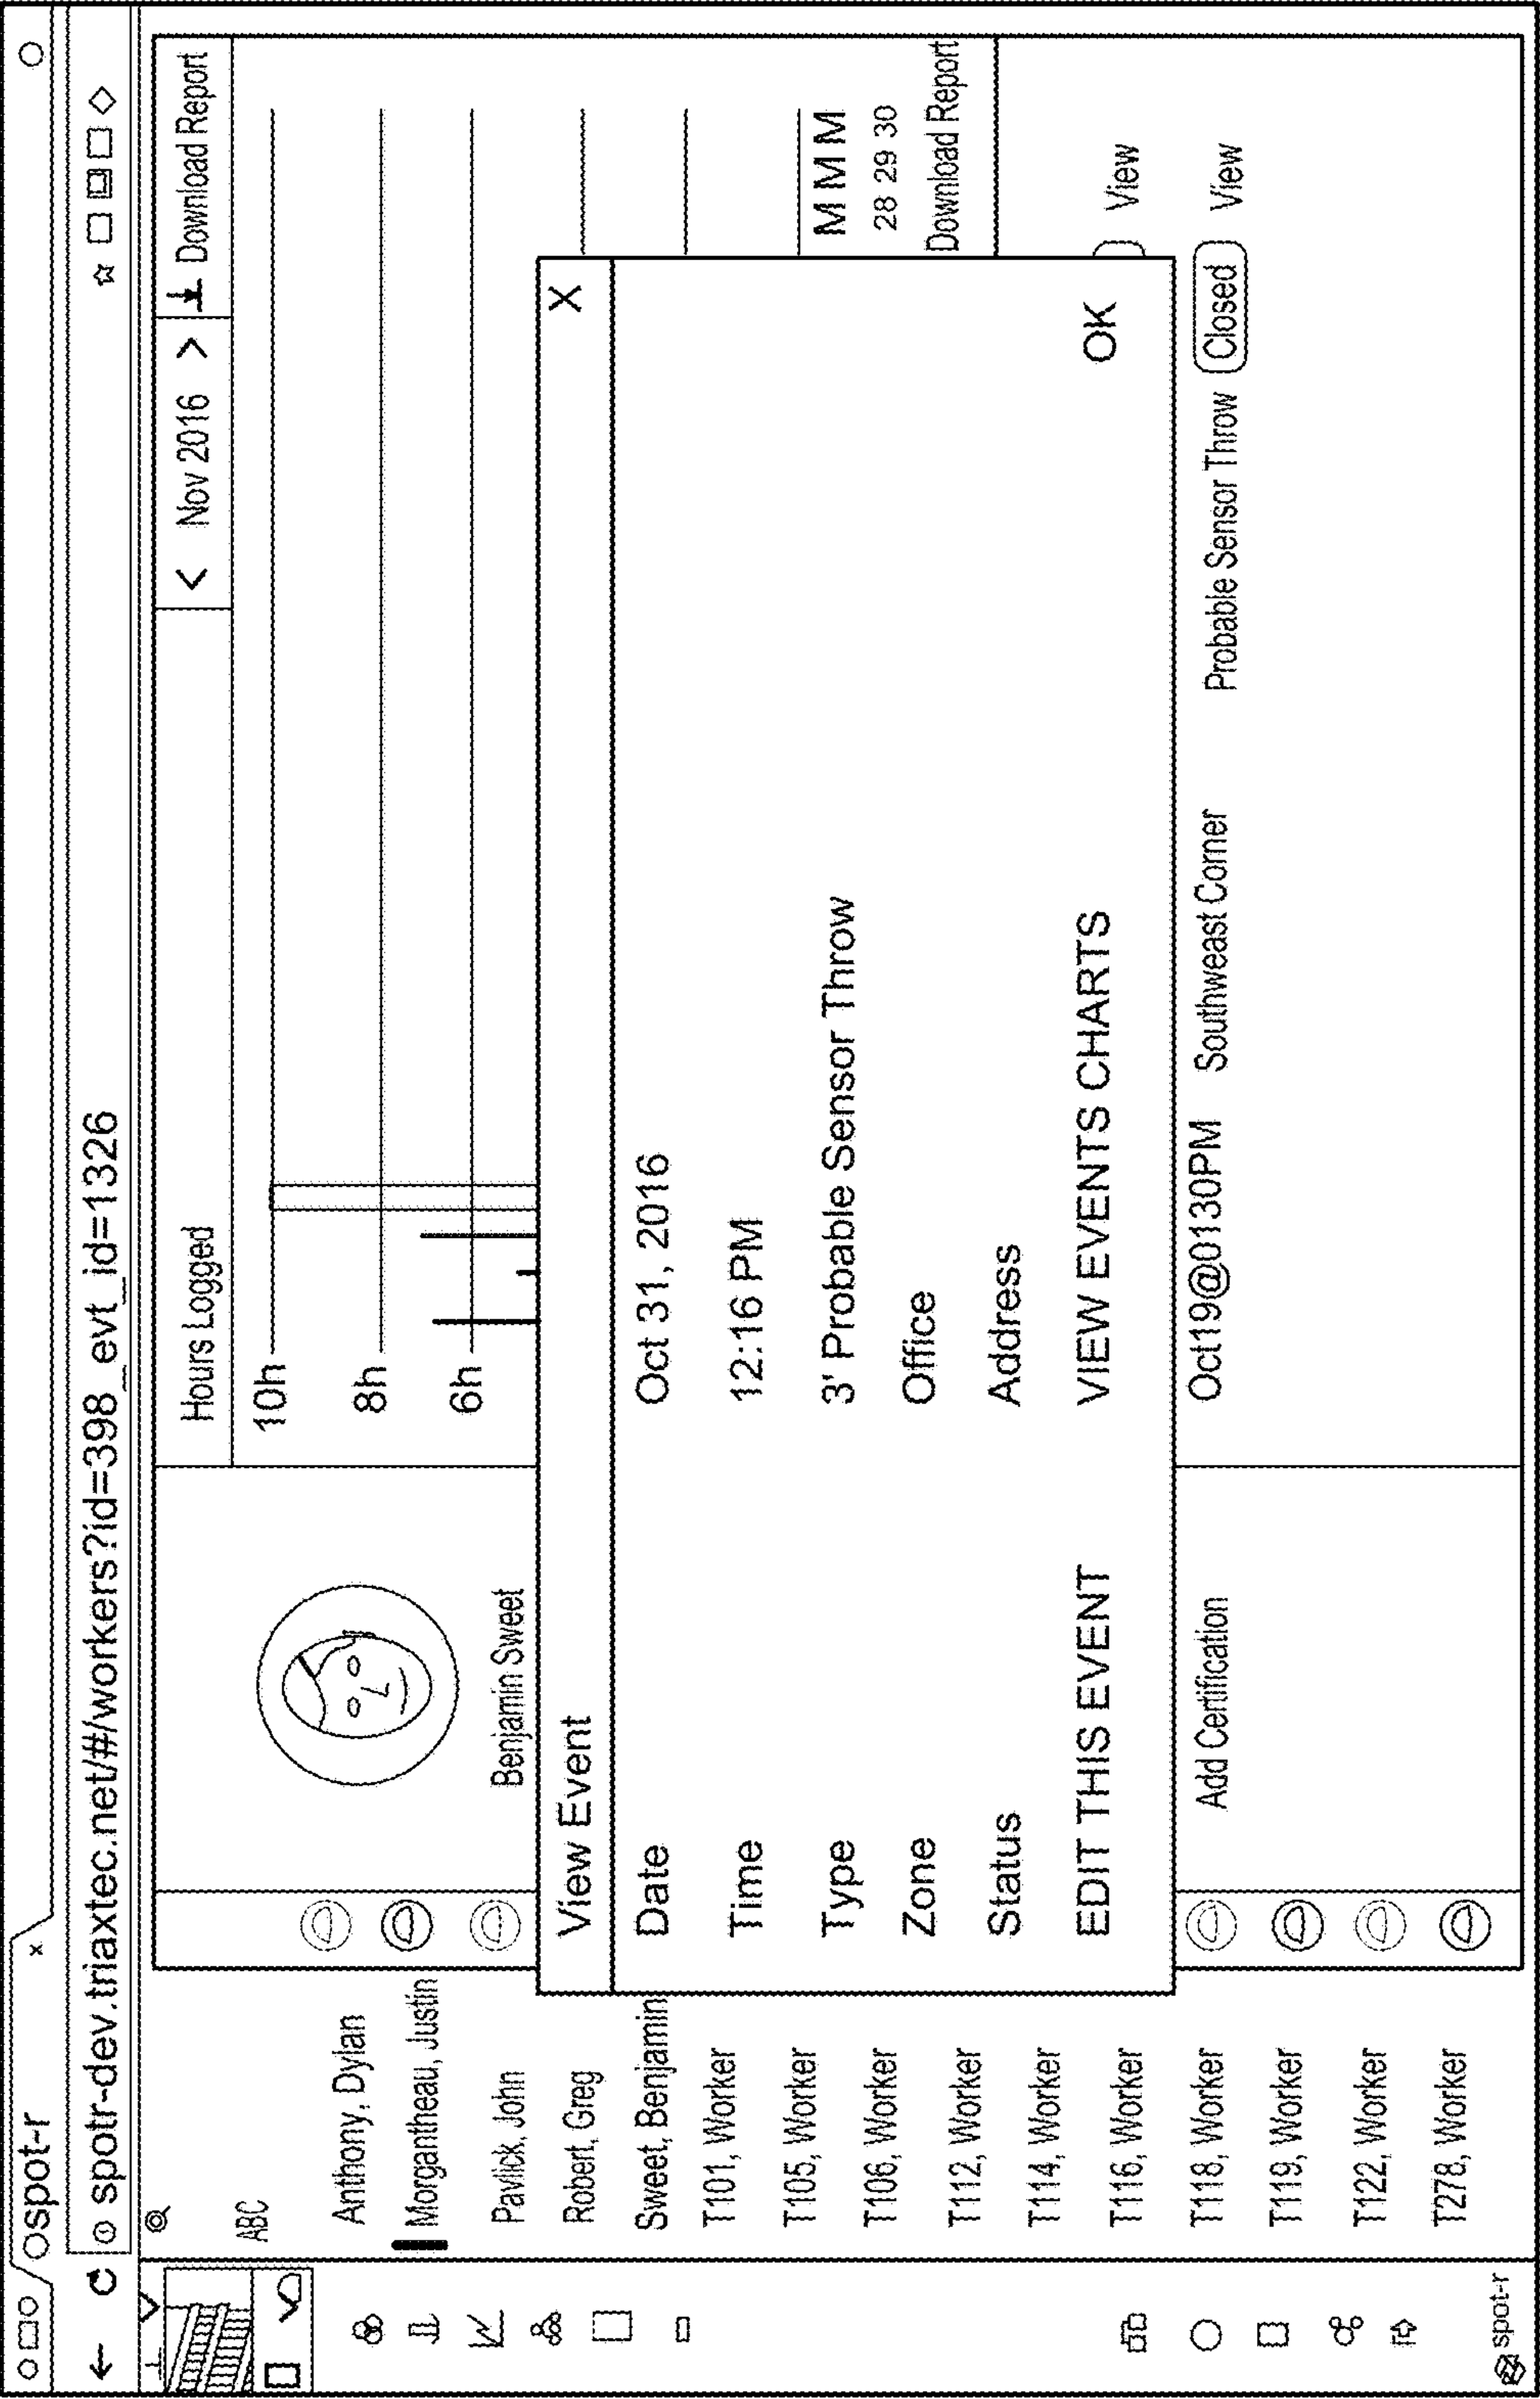 Ospot-r x
spotr-dev.triaxtec.net/#/workers?id=398_evt_id=1326
ABC
Anthony, Dylan
Morgantheau, Justin
Pavlick, John
Robert, Greg
Sweet, Benjamin
T101, Worker
T105, Worker
T106, Worker
T112, Worker
T114, Worker
T116, Worker
T118, Worker
T119, Worker
T122, Worker
T278, Worker
spot-r
Benjamin Sweet
Add Certification
Hours Logged < Nov 2016 > Download Report
10h
8h
6h
M M M
28 29 30
Download Report
View Event X
Date Oct 31, 2016
Time 12:16 PM
Type 3' Probable Sensor Throw
Zone Office
Status Address
EDIT THIS EVENT VIEW EVENTS CHARTS OK
View
Oct19@0130PM Southwest Corner Probable Sensor Throw Closed View